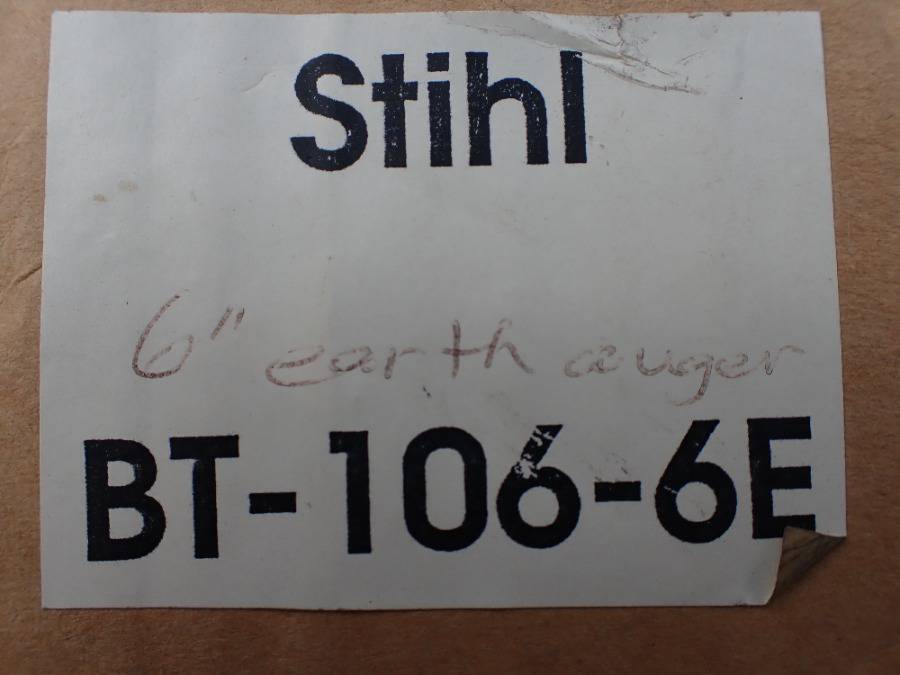 Stihl
6" earth auger
BT-106-6E